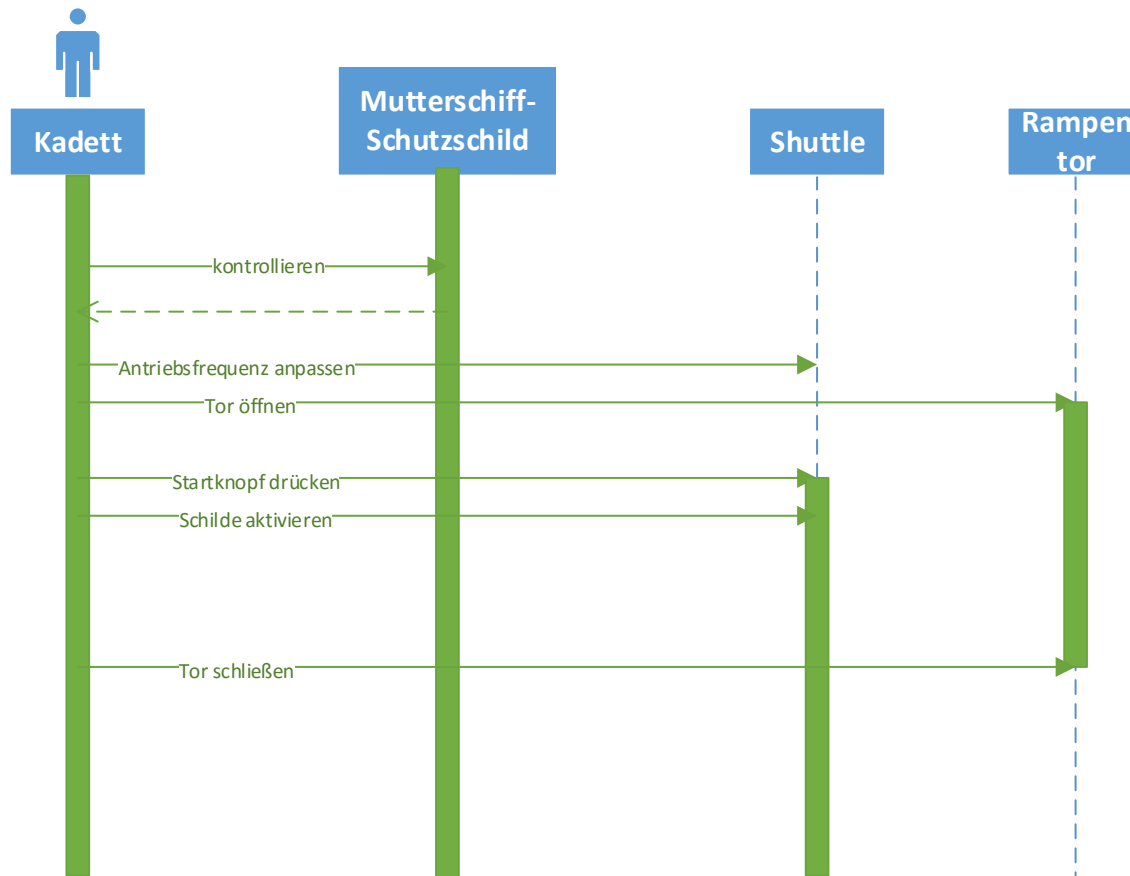 Kadett
Mutterschiff-
Schutzschild
Shuttle
Rampen
tor
kontrollieren
Antriebsfrequenz anpassen
Tor öffnen
Startknopf drücken
Schilde aktivieren
Tor schließen